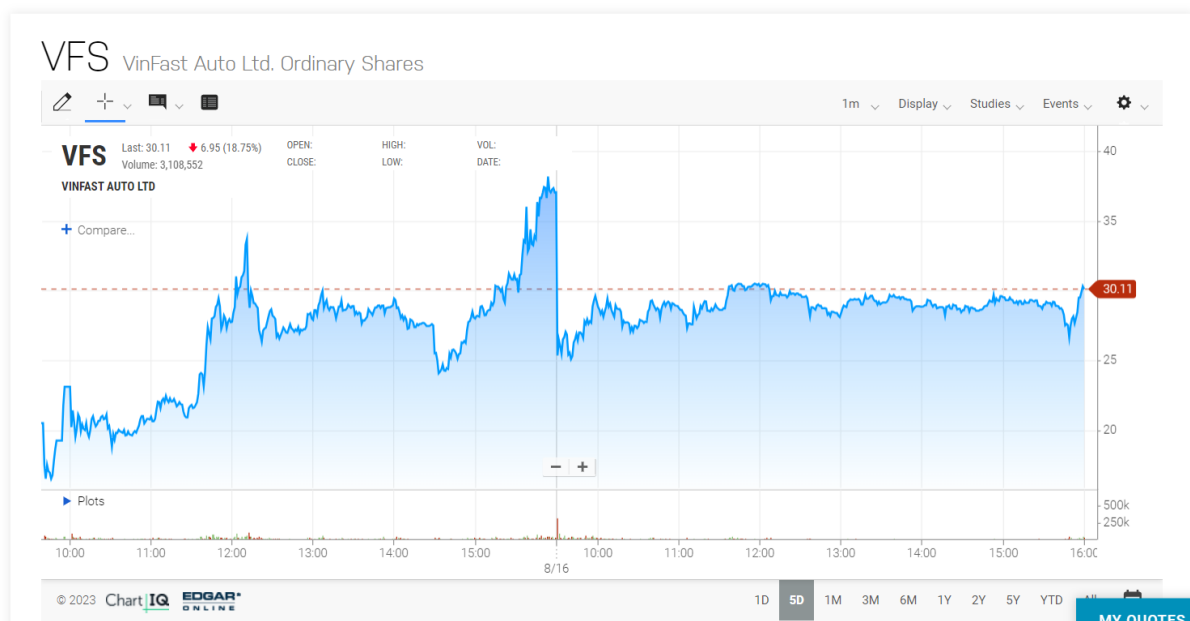 VFS VinFast Auto Ltd. Ordinary Shares
1m Display Studies Events
VFS Last: 30.11 6.95 (18.75%) OPEN: HIGH: VOL:
Volume: 3,108,552 CLOSE: LOW: DATE:
VINFAST AUTO LTD
+ Compare...
40
35
30.11
25
20
− +
Plots
500k
250k
10:00 11:00 12:00 13:00 14:00 15:00 10:00 11:00 12:00 13:00 14:00 15:00 16:00
8/16
© 2023 ChartIQ EDGAR® ONLINE
1D 5D 1M 3M 6M 1Y 2Y 5Y YTD
MY QUOTES